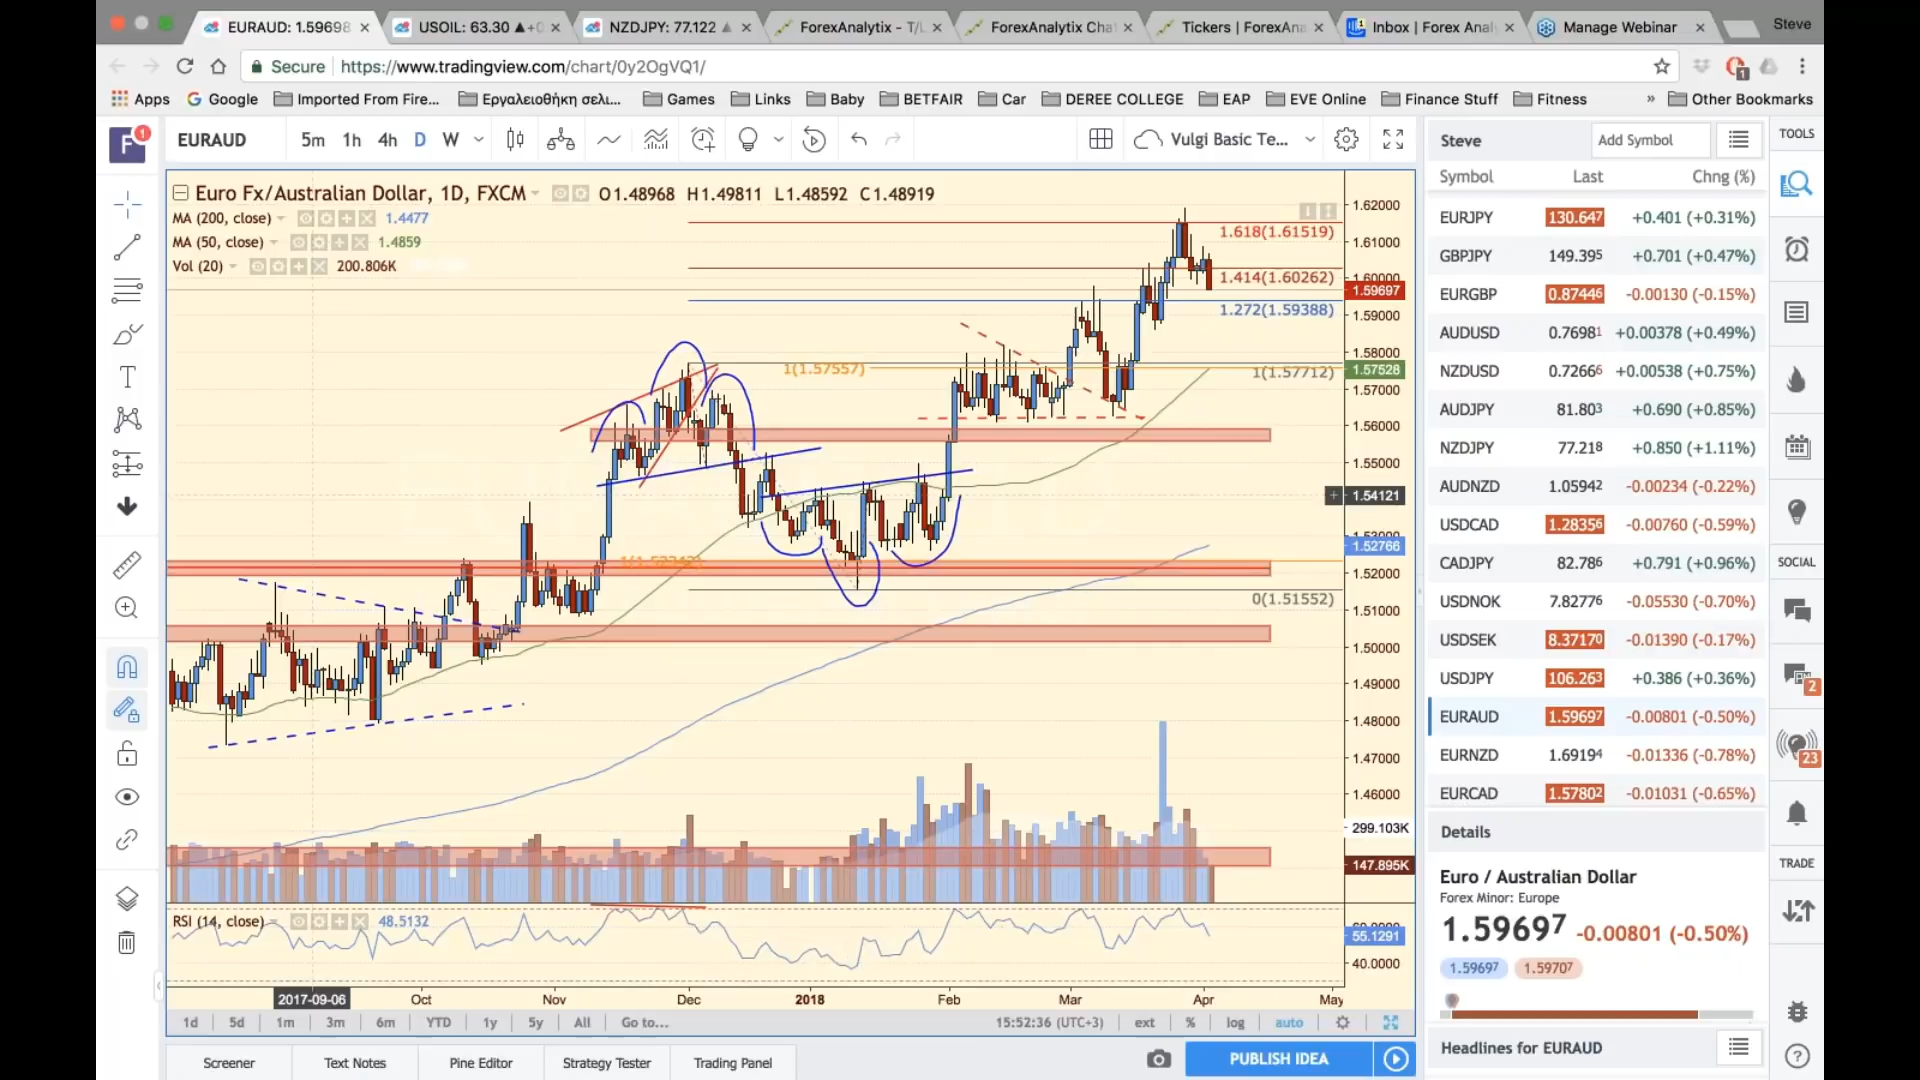 EURAUD: 1.59698
USOIL: 63.30 ▲+0
NZDJPY: 77.122 ▲
ForexAnalytix - T/L
ForexAnalytix Chat
Tickers | ForexAna
Inbox | Forex Analy
Manage Webinar
Steve
Secure https://www.tradingview.com/chart/0y2OgVQ1/
Apps Google Imported From Fire... Εργαλειοθήκη σελι... Games Links Baby BETFAIR Car DEREE COLLEGE EAP EVE Online Finance Stuff Fitness » Other Bookmarks
F 1 EURAUD 5m 1h 4h D W Vulgi Basic Te...
Euro Fx/Australian Dollar, 1D, FXCM O1.48968 H1.49811 L1.48592 C1.48919
MA (200, close) 1.4477
MA (50, close) 1.4859
Vol (20) 200.806K
1.618(1.61519)
1.414(1.60262)
1.272(1.59388)
1(1.57557)
1(1.57712)
0(1.51552)
1.62000
1.61000
1.60000
1.59697
1.59000
1.58000
1.57528
1.57000
1.56000
1.55000
1.54121
1.52766
1.52000
1.51000
1.50000
1.49000
1.48000
1.47000
1.46000
299.103K
147.895K
RSI (14, close) 48.5132
55.1291
40.0000
2017-09-06 Oct Nov Dec 2018 Feb Mar Apr May
1d 5d 1m 3m 6m YTD 1y 5y All Go to... 15:52:36 (UTC+3) ext % log auto
Screener Text Notes Pine Editor Strategy Tester Trading Panel PUBLISH IDEA
Steve Add Symbol
Symbol Last Chng (%)
EURJPY 130.647 +0.401 (+0.31%)
GBPJPY 149.395 +0.701 (+0.47%)
EURGBP 0.87446 -0.00130 (-0.15%)
AUDUSD 0.76981 +0.00378 (+0.49%)
NZDUSD 0.72666 +0.00538 (+0.75%)
AUDJPY 81.803 +0.690 (+0.85%)
NZDJPY 77.218 +0.850 (+1.11%)
AUDNZD 1.05942 -0.00234 (-0.22%)
USDCAD 1.28356 -0.00760 (-0.59%)
CADJPY 82.786 +0.791 (+0.96%)
USDNOK 7.82776 -0.05530 (-0.70%)
USDSEK 8.37170 -0.01390 (-0.17%)
USDJPY 106.263 +0.386 (+0.36%)
EURAUD 1.59697 -0.00801 (-0.50%)
EURNZD 1.69194 -0.01336 (-0.78%)
EURCAD 1.57802 -0.01031 (-0.65%)
Details
Euro / Australian Dollar
Forex Minor: Europe
1.59697 -0.00801 (-0.50%)
1.59697 1.59707
Headlines for EURAUD
TOOLS
SOCIAL
2
23
TRADE